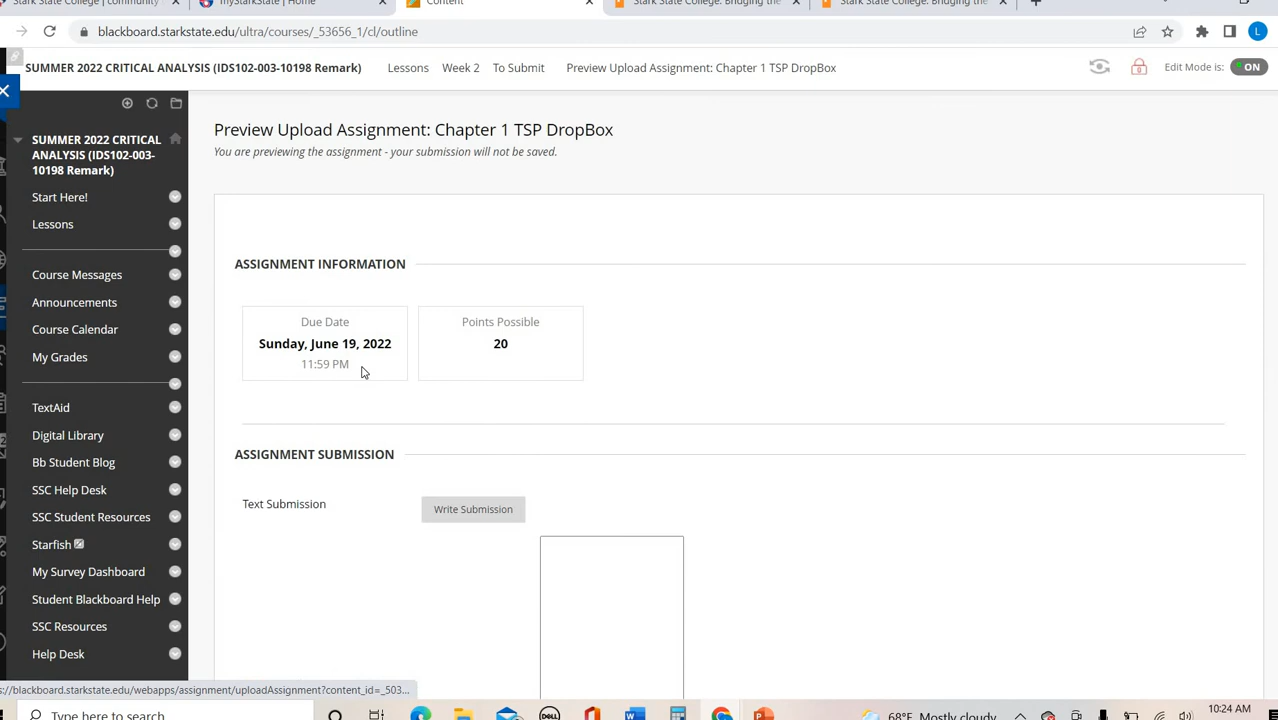 Stark State College | community
MyStarkState | Home
Content
Stark State College: Bridging the
Stark State College: Bridging the
blackboard.starkstate.edu/ultra/courses/_53656_1/cl/outline
L
SUMMER 2022 CRITICAL ANALYSIS (IDS102-003-10198 Remark)
Lessons
Week 2
To Submit
Preview Upload Assignment: Chapter 1 TSP DropBox
Edit Mode is:
ON
SUMMER 2022 CRITICAL
ANALYSIS (IDS102-003-
10198 Remark)
Start Here!
Lessons
Course Messages
Announcements
Course Calendar
My Grades
TextAid
Digital Library
Bb Student Blog
SSC Help Desk
SSC Student Resources
Starfish
My Survey Dashboard
Student Blackboard Help
SSC Resources
Help Desk
Preview Upload Assignment: Chapter 1 TSP DropBox
You are previewing the assignment - your submission will not be saved.
ASSIGNMENT INFORMATION
Due Date
Sunday, June 19, 2022
11:59 PM
Points Possible
20
ASSIGNMENT SUBMISSION
Text Submission
Write Submission
s://blackboard.starkstate.edu/webapps/assignment/uploadAssignment?content_id=_503...
Type here to search
DELL
68°F Mostly cloudy
10:24 AM